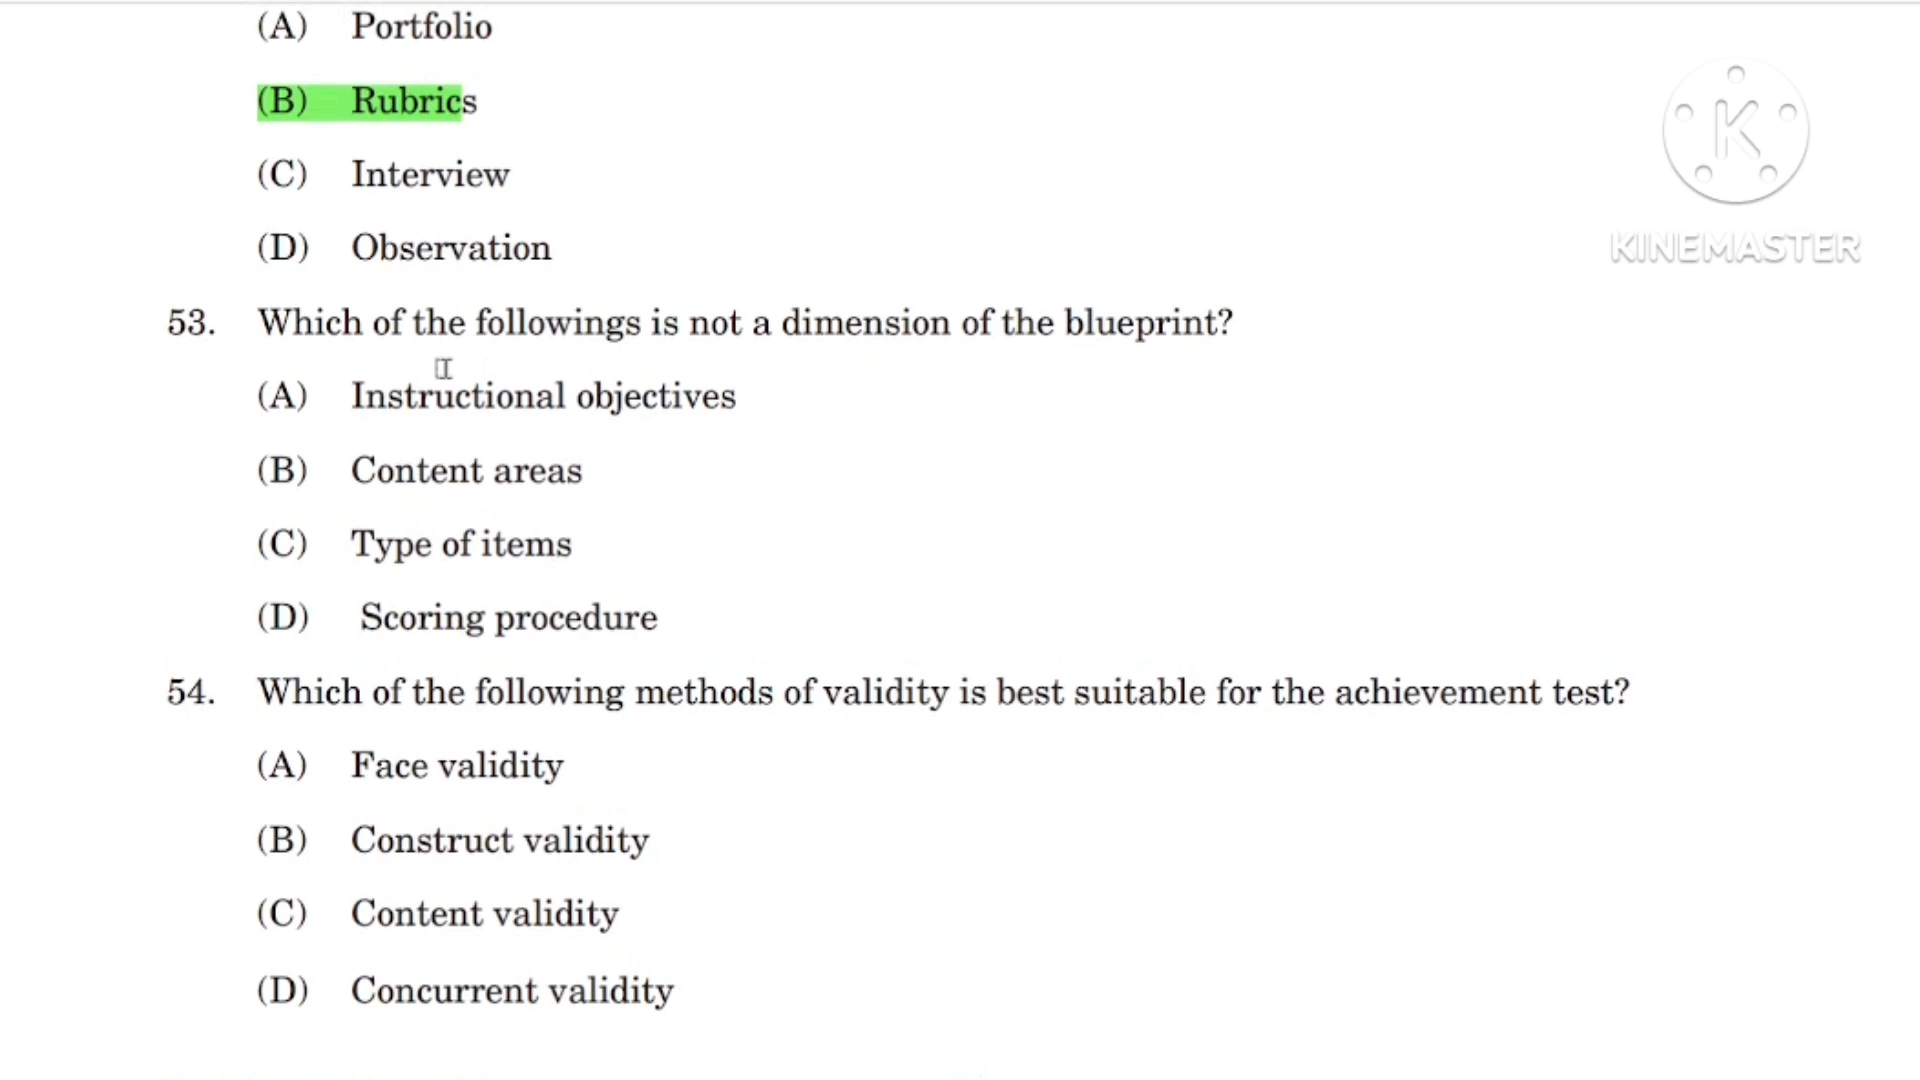 (A) Portfolio
(B) Rubrics
(C) Interview
(D) Observation
K
KINEMASTER
53. Which of the followings is not a dimension of the blueprint?
(A) Instructional objectives
(B) Content areas
(C) Type of items
(D) Scoring procedure
54. Which of the following methods of validity is best suitable for the achievement test?
(A) Face validity
(B) Construct validity
(C) Content validity
(D) Concurrent validity